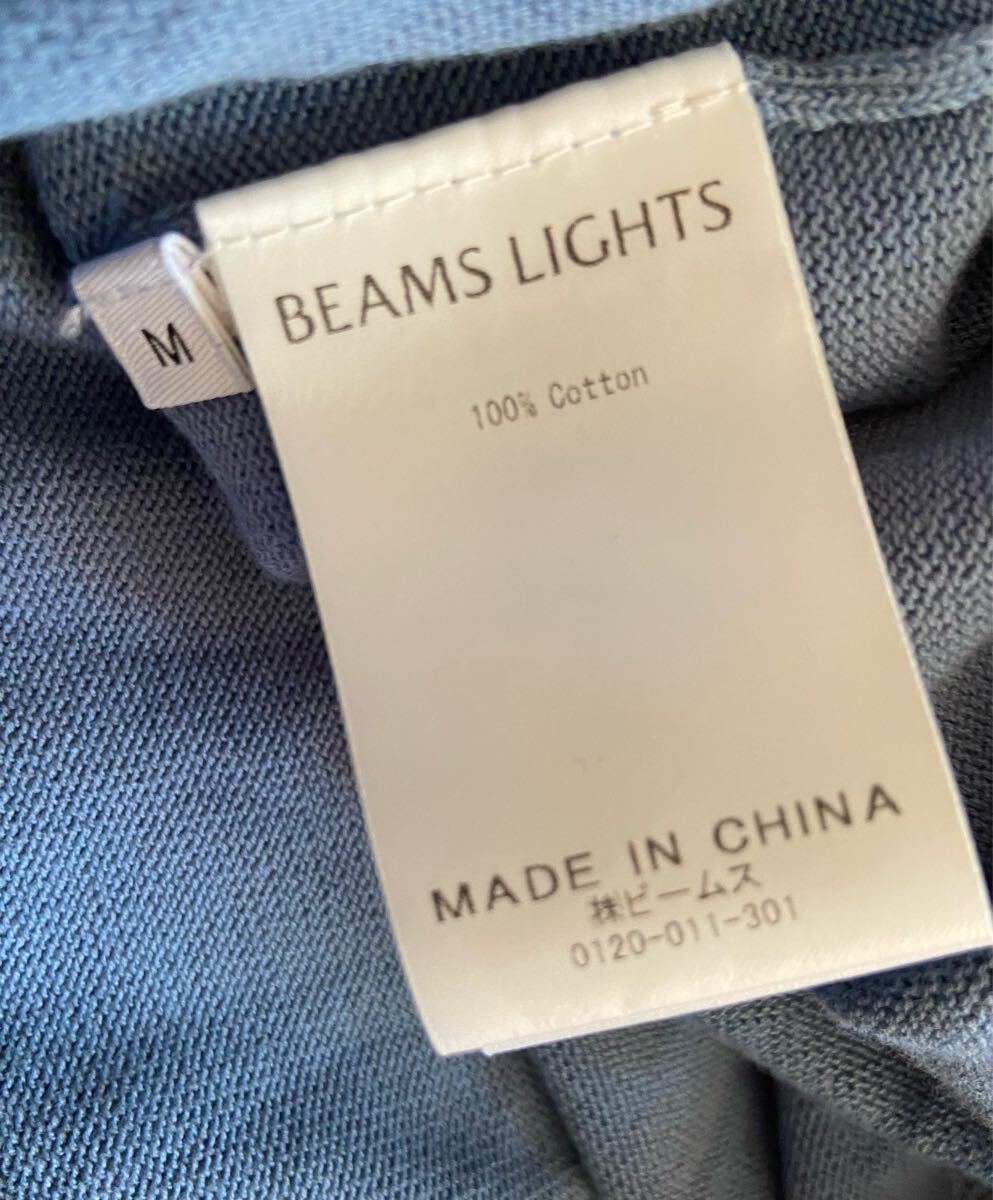 M
BEAMS LIGHTS
100% Cotton
MADE IN CHINA
株ビームス
0120-011-301